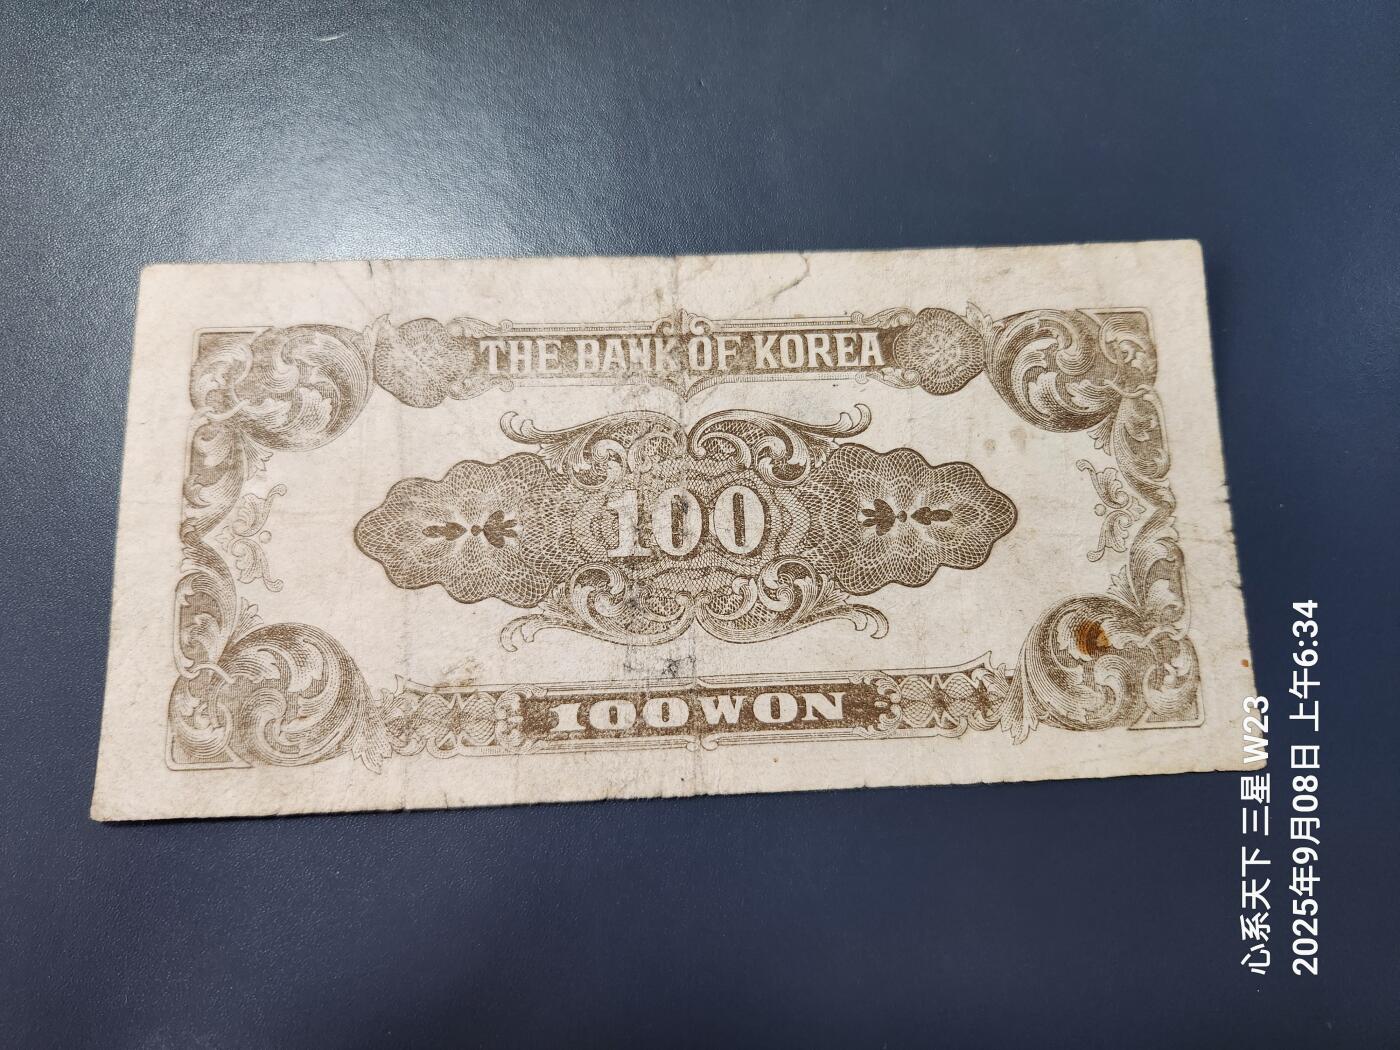 THE BANK OF KOREA
100
100 WON
心系天下 三星 W23
2025年9月08日 上午6:34